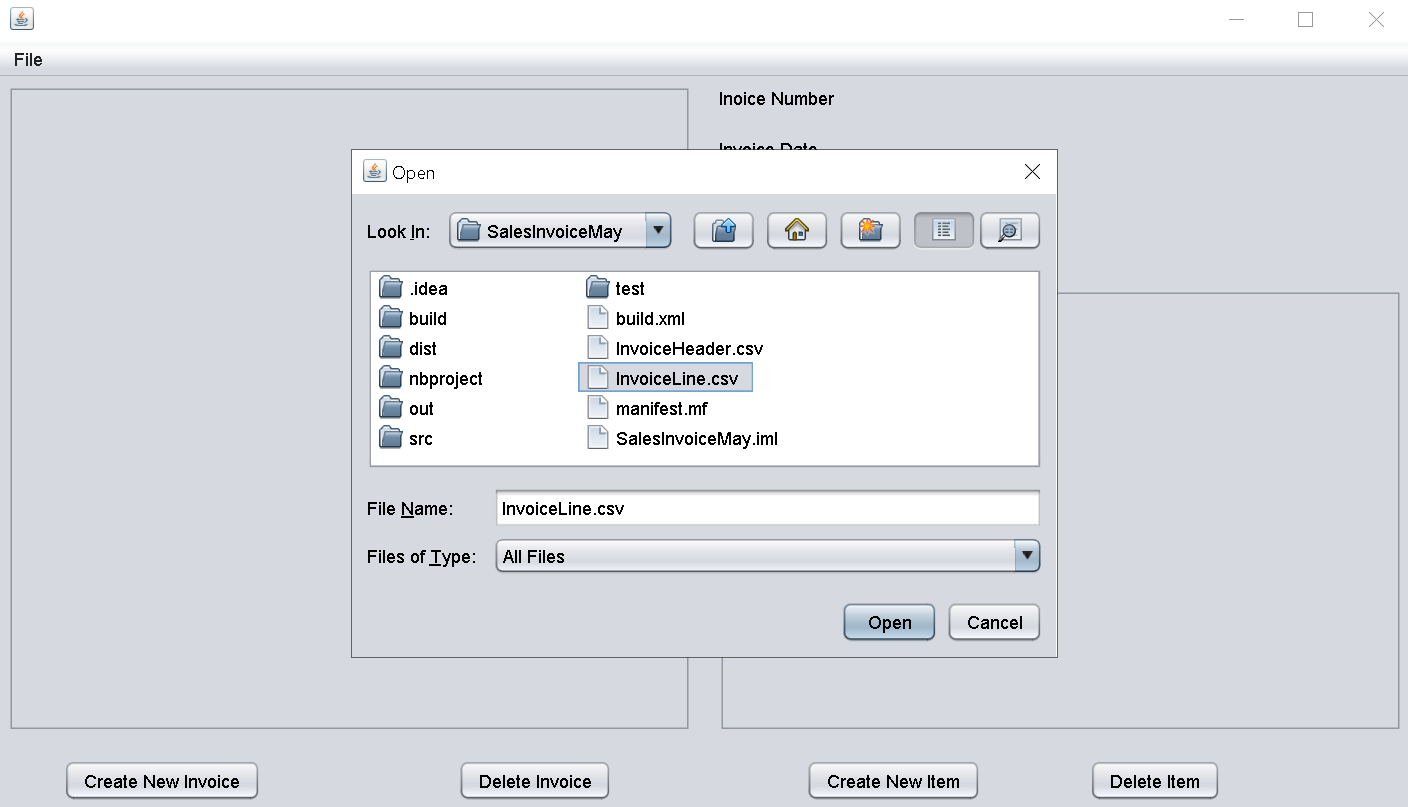 File
Inoice Number
Invoice Date
Open
Look In:
SalesInvoiceMay
.idea
build
dist
nbproject
out
src
test
build.xml
InvoiceHeader.csv
InvoiceLine.csv
manifest.mf
SalesInvoiceMay.iml
File Name:
InvoiceLine.csv
Files of Type:
All Files
Open
Cancel
Create New Invoice
Delete Invoice
Create New Item
Delete Item